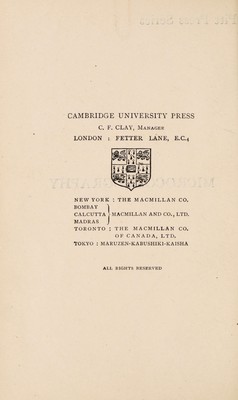 CAMBRIDGE UNIVERSITY PRESS
C. F. CLAY, MANAGER
LONDON : FETTER LANE, E.C. 4
NEW YORK : THE MACMILLAN CO.
BOMBAY
CALCUTTA } MACMILLAN AND CO., LTD.
MADRAS
TORONTO : THE MACMILLAN CO.
OF CANADA, LTD.
TOKYO : MARUZEN-KABUSHIKI-KAISHA
ALL RIGHTS RESERVED